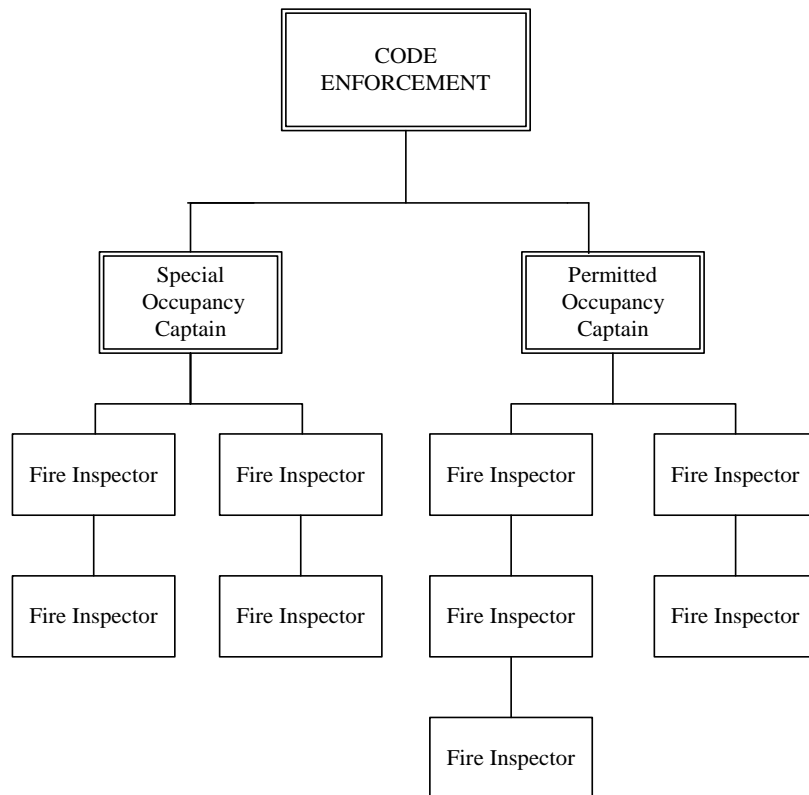 CODE
ENFORCEMENT
Special
Occupancy
Captain
Permitted
Occupancy
Captain
Fire Inspector
Fire Inspector
Fire Inspector
Fire Inspector
Fire Inspector
Fire Inspector
Fire Inspector
Fire Inspector
Fire Inspector